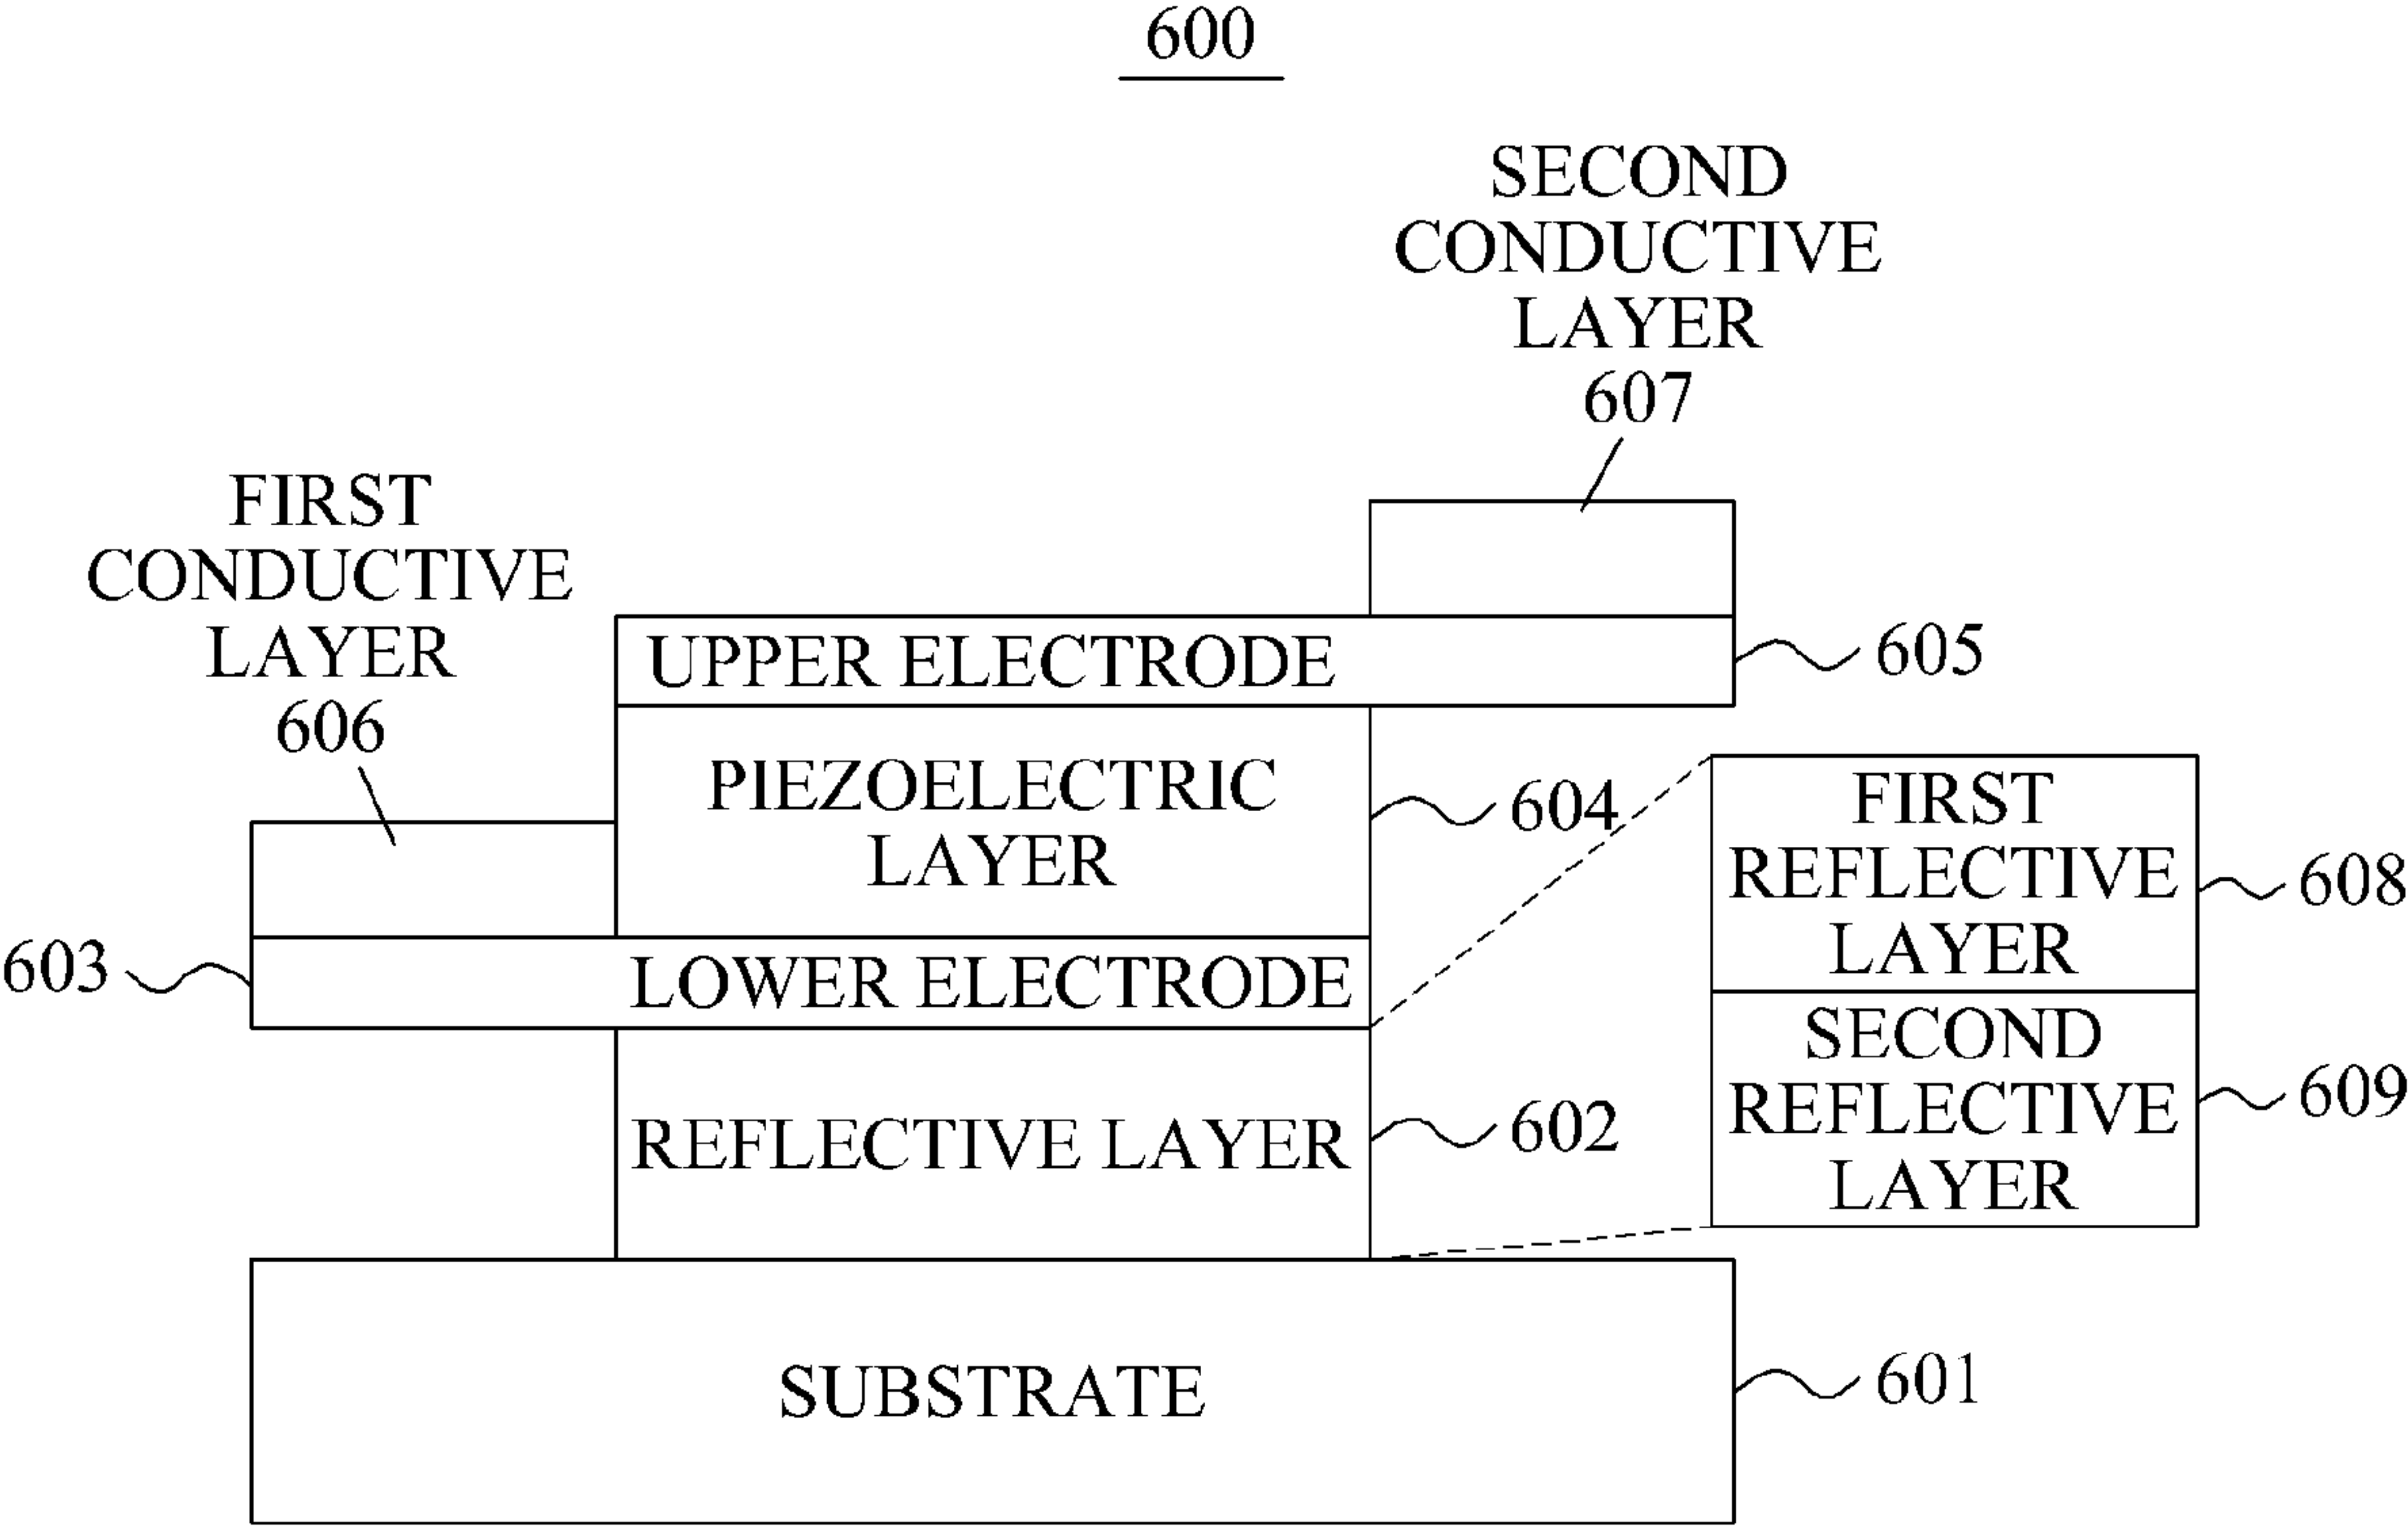 600
SECOND
CONDUCTIVE
LAYER
607
FIRST
CONDUCTIVE
LAYER
606
UPPER ELECTRODE
605
PIEZOELECTRIC
LAYER
604
603
LOWER ELECTRODE
FIRST
REFLECTIVE
LAYER
608
SECOND
REFLECTIVE
LAYER
609
REFLECTIVE LAYER
602
SUBSTRATE
601